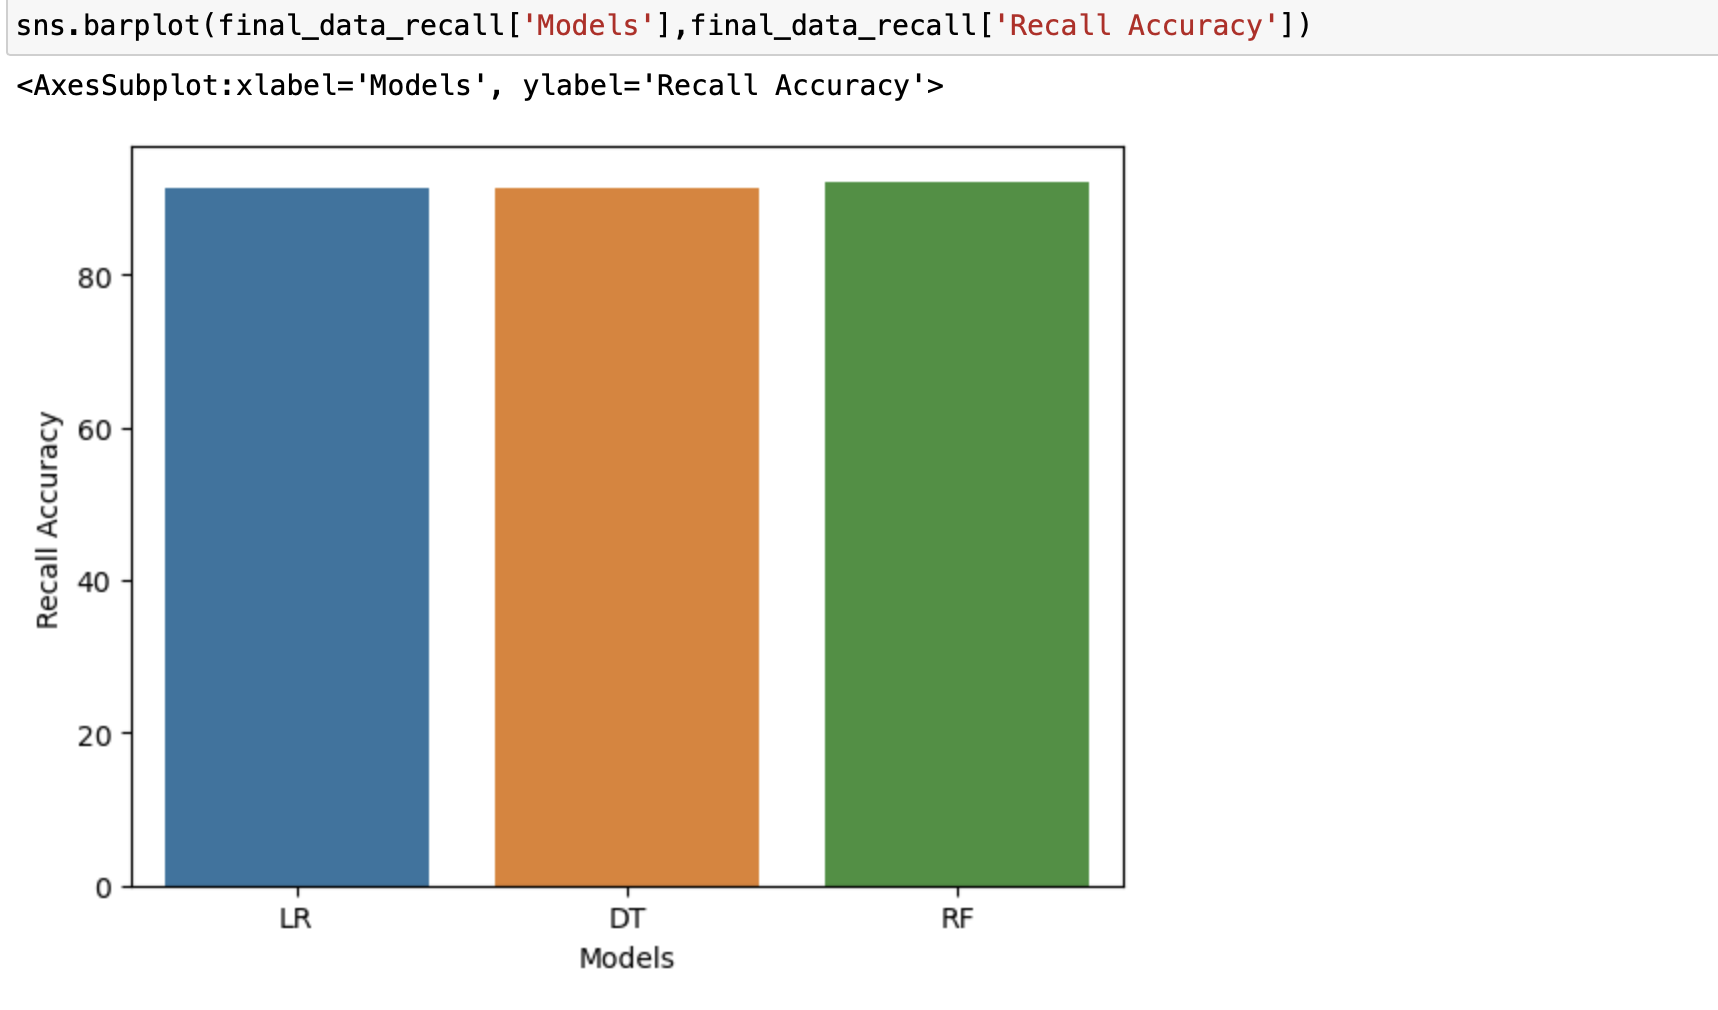 sns.barplot(final_data_recall['Models'],final_data_recall['Recall Accuracy'])
<AxesSubplot:xlabel='Models', ylabel='Recall Accuracy'>
80
60
40
20
0
Recall Accuracy
LR DT RF
Models